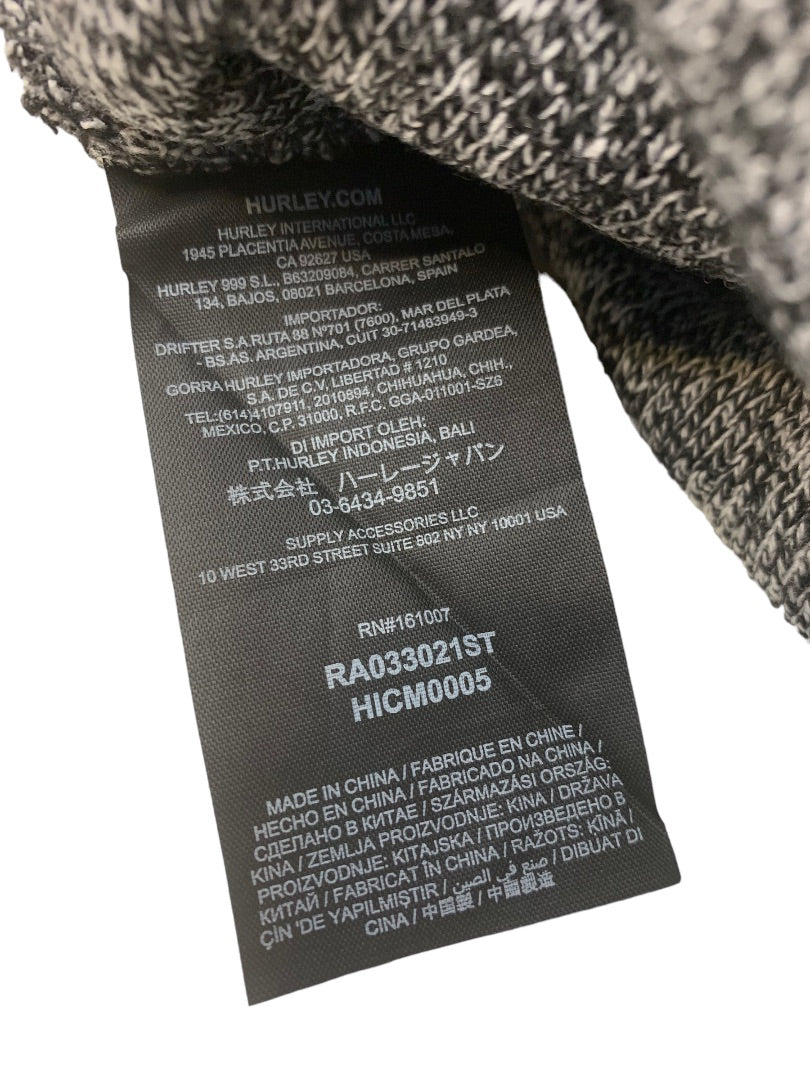 HURLEY.COM
HURLEY INTERNATIONAL LLC
1945 PLACENTIA AVENUE, COSTA MESA,
CA 92627 USA
HURLEY 999 S.L., B63209084, CARRER SANTALO
134, BAJOS, 08021 BARCELONA, SPAIN
IMPORTADOR:
DRIFTER S.A.RUTA 88 Nº701 (7600). MAR DEL PLATA
- BS.AS. ARGENTINA, CUIT 30-71483949-3
GORRA HURLEY IMPORTADORA, GRUPO GARDEA,
S.A. DE C.V, LIBERTAD # 1210
TEL:(614)4107911, 2010894, CHIHUAHUA, CHIH.,
MEXICO, C.P. 31000, R.F.C. GGA-011001-SZ6
DI IMPORT OLEH:
P.T.HURLEY INDONESIA, BALI
株式会社 ハーレージャパン
03-6434-9851
SUPPLY ACCESSORIES LLC
10 WEST 33RD STREET SUITE 802 NY NY 10001 USA
RN#161007
RA033021ST
HICM0005
MADE IN CHINA / FABRIQUE EN CHINE /
HECHO EN CHINA / FABRICADO NA CHINA /
СДЕЛАНО В КИТАЕ / SZÁRMAZÁSI ORSZÁG:
KINA / ZEMLJA PROIZVODNJE: KINA / DRŽAVA
PROIZVODNJE: KITAJSKA / ПРОИЗВЕДЕНО В
КИТАЙ / FABRICAT ÎN CHINA / RAŽOTS: KĪNĀ /
ÇİN 'DE YAPILMIŞTIR / صنع في الصين / DIBUAT DI
CINA / 中國製 / 中國製造